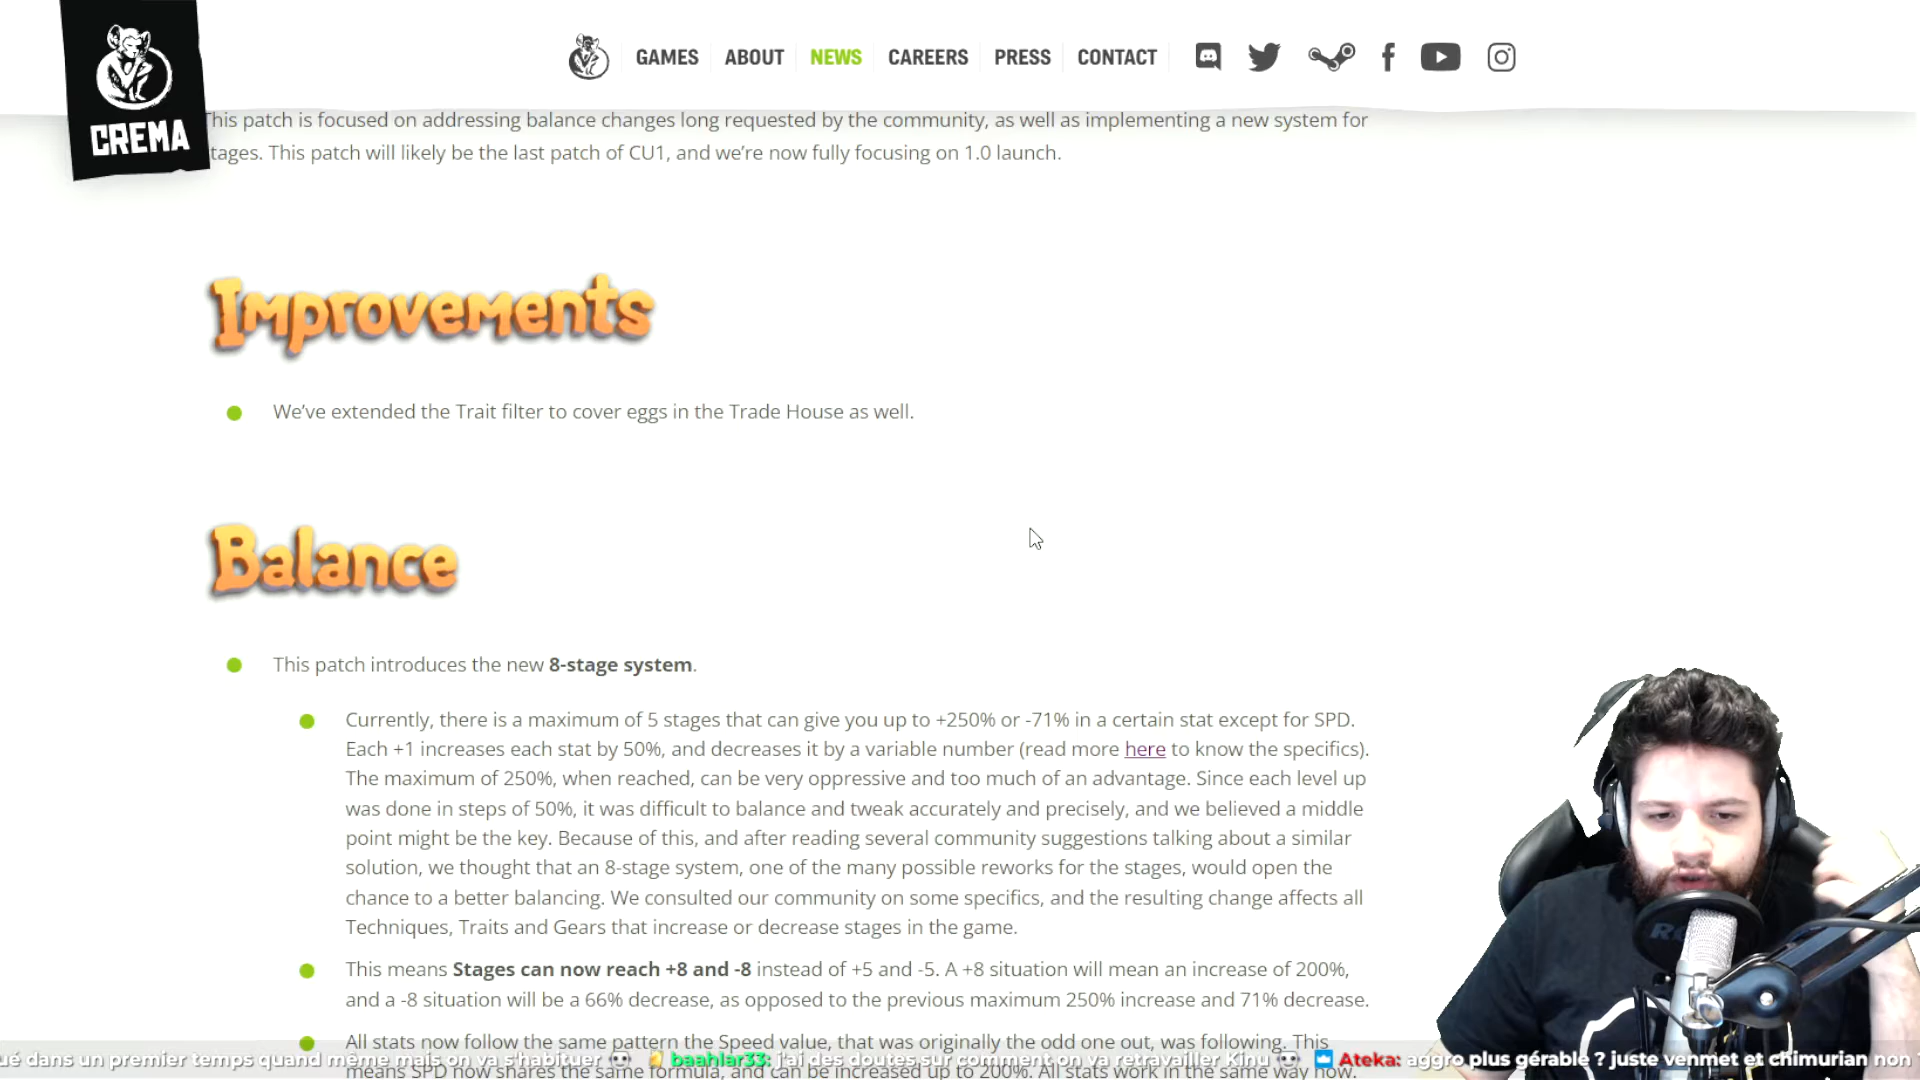 CREMA
GAMES ABOUT NEWS CAREERS PRESS CONTACT
This patch is focused on addressing balance changes long requested by the community, as well as implementing a new system for
tages. This patch will likely be the last patch of CU1, and we're now fully focusing on 1.0 launch.
Improvements
We've extended the Trait filter to cover eggs in the Trade House as well.
Balance
This patch introduces the new 8-stage system.
Currently, there is a maximum of 5 stages that can give you up to +250% or -71% in a certain stat except for SPD.
Each +1 increases each stat by 50%, and decreases it by a variable number (read more here to know the specifics).
The maximum of 250%, when reached, can be very oppressive and too much of an advantage. Since each level up
was done in steps of 50%, it was difficult to balance and tweak accurately and precisely, and we believed a middle
point might be the key. Because of this, and after reading several community suggestions talking about a similar
solution, we thought that an 8-stage system, one of the many possible reworks for the stages, would open the
chance to a better balancing. We consulted our community on some specifics, and the resulting change affects all
Techniques, Traits and Gears that increase or decrease stages in the game.
This means Stages can now reach +8 and -8 instead of +5 and -5. A +8 situation will mean an increase of 200%,
and a -8 situation will be a 66% decrease, as opposed to the previous maximum 250% increase and 71% decrease.
All stats now follow the same pattern the Speed value, that was originally the odd one out, was following. This
ué dans un premier temps quand même mais on va s'habituer baahlar33: j'ai des doutes sur comment on va retravailler Kinu Ateka: aggro plus gérable ? juste venmet et chimurian non
means SPD now shares the same formula, and can be increased up to 200%. All stats work in the same way now.